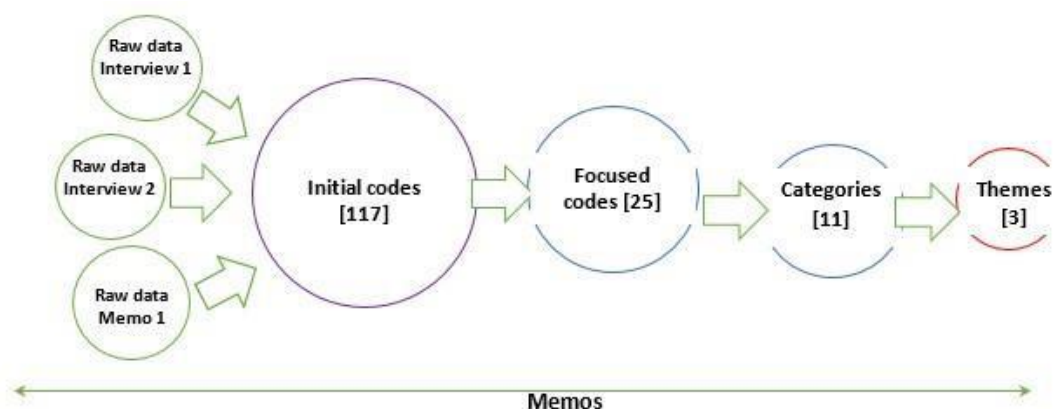 Raw data
Interview 1
Raw data
Interview 2
Raw data
Memo 1
Initial codes
[117]
Focused
codes [25]
Categories
[11]
Themes
[3]
Memos